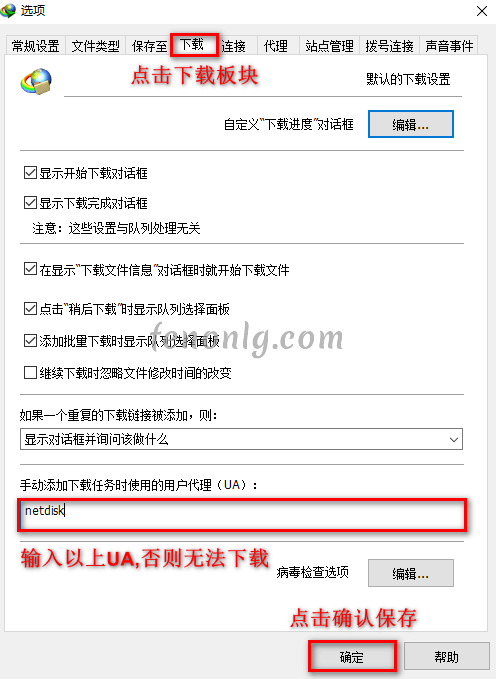 选项
常规设置 文件类型 保存至 下载 连接 代理 站点管理 拨号连接 声音事件
点击下载板块
默认的下载设置
自定义“下载进度”对话框 编辑...
显示开始下载对话框
显示下载完成对话框
注意：这些设置与队列处理无关
在显示“下载文件信息”对话框时就开始下载文件
点击“稍后下载”时显示队列选择面板
添加批量下载时显示队列选择面板
fenonlg.com
继续下载时忽略文件修改时间的改变
如果一个重复的下载链接被添加，则：
显示对话框并询问该做什么
手动添加下载任务时使用的用户代理（UA）：
netdisk
输入以上UA,否则无法下载
病毒检查选项 编辑...
点击确认保存
确定 帮助